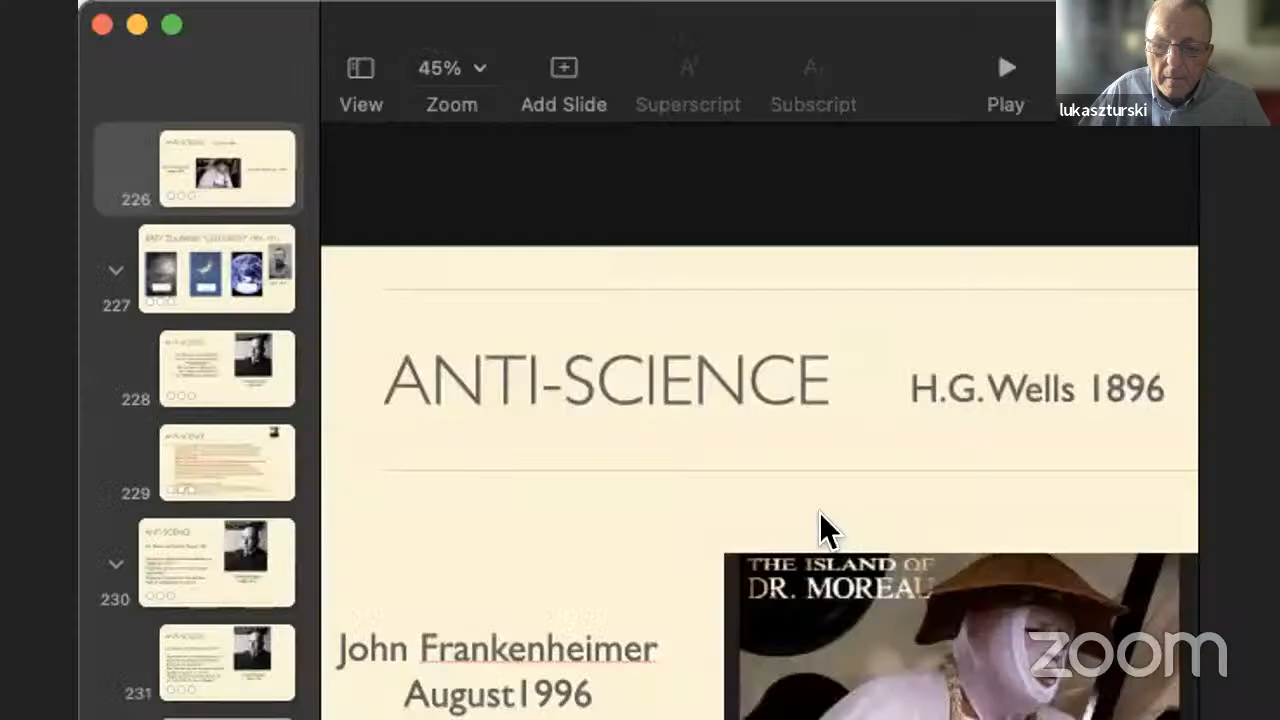 45%
View
Zoom
Add Slide
Superscript
Subscript
Play
lukaszturski
226
227
228
229
230
231
ANTI-SCIENCE
H.G. Wells 1896
John Frankenheimer
August1996
THE ISLAND OF
DR. MOREAU
zoom